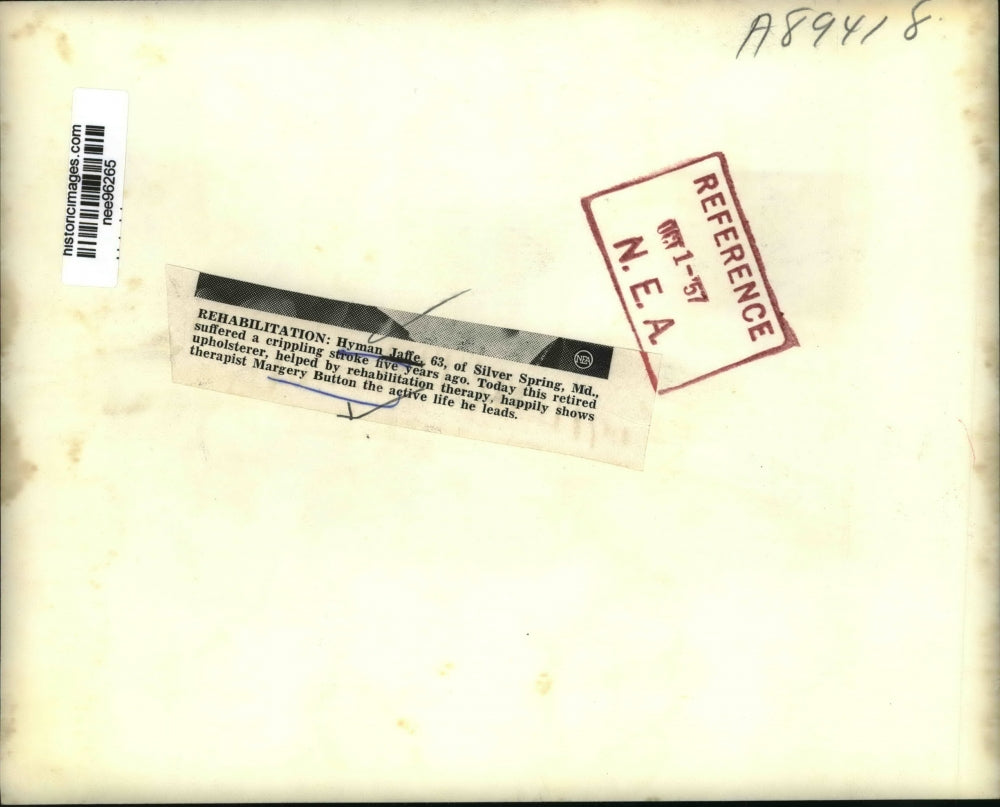 A89418
historicimages.com
nee96265
REFERENCE
OCT 1-'57
N. E. A
NEA
REHABILITATION: Hyman Jaffe, 63, of Silver Spring, Md.,
suffered a crippling stroke five years ago. Today this retired
upholsterer, helped by rehabilitation therapy, happily shows
therapist Margery Button the active life he leads.